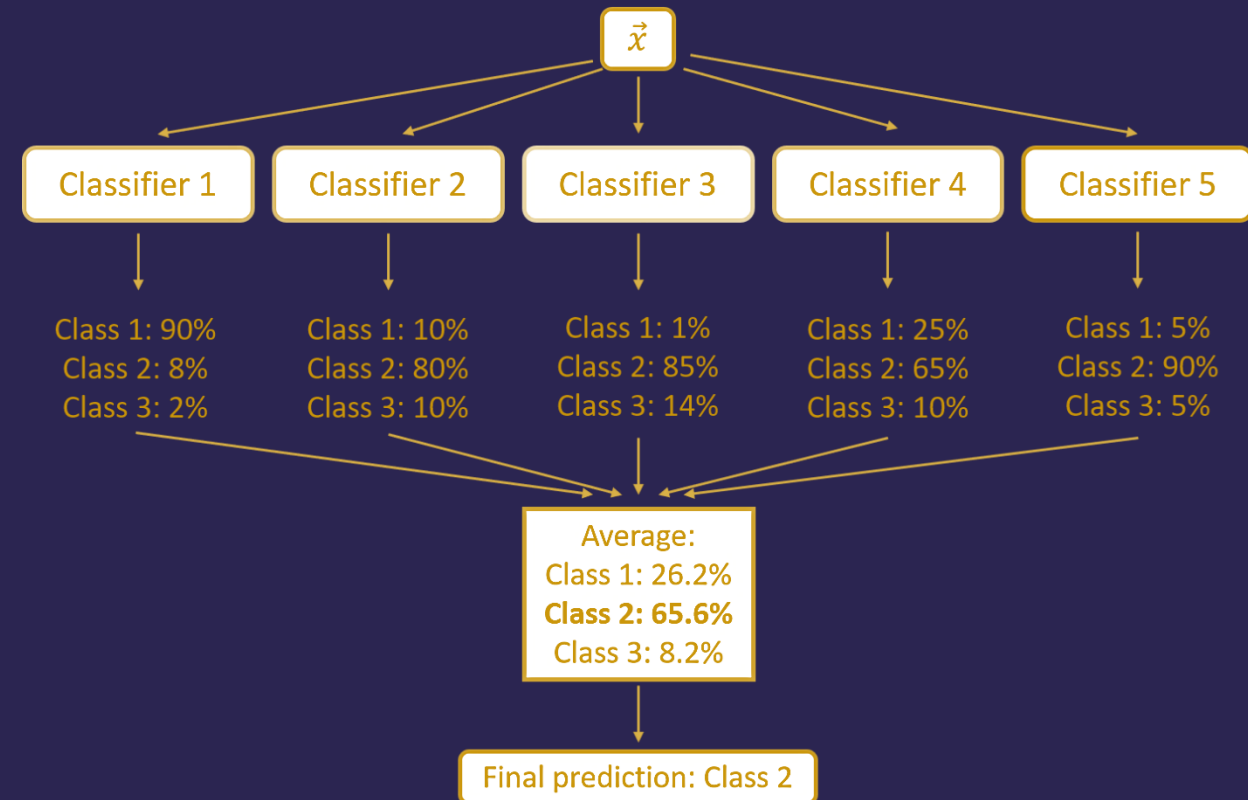 x⃗
Classifier 1
Classifier 2
Classifier 3
Classifier 4
Classifier 5
Class 1: 90%
Class 2: 8%
Class 3: 2%
Class 1: 10%
Class 2: 80%
Class 3: 10%
Class 1: 1%
Class 2: 85%
Class 3: 14%
Class 1: 25%
Class 2: 65%
Class 3: 10%
Class 1: 5%
Class 2: 90%
Class 3: 5%
Average:
Class 1: 26.2%
Class 2: 65.6%
Class 3: 8.2%
Final prediction: Class 2